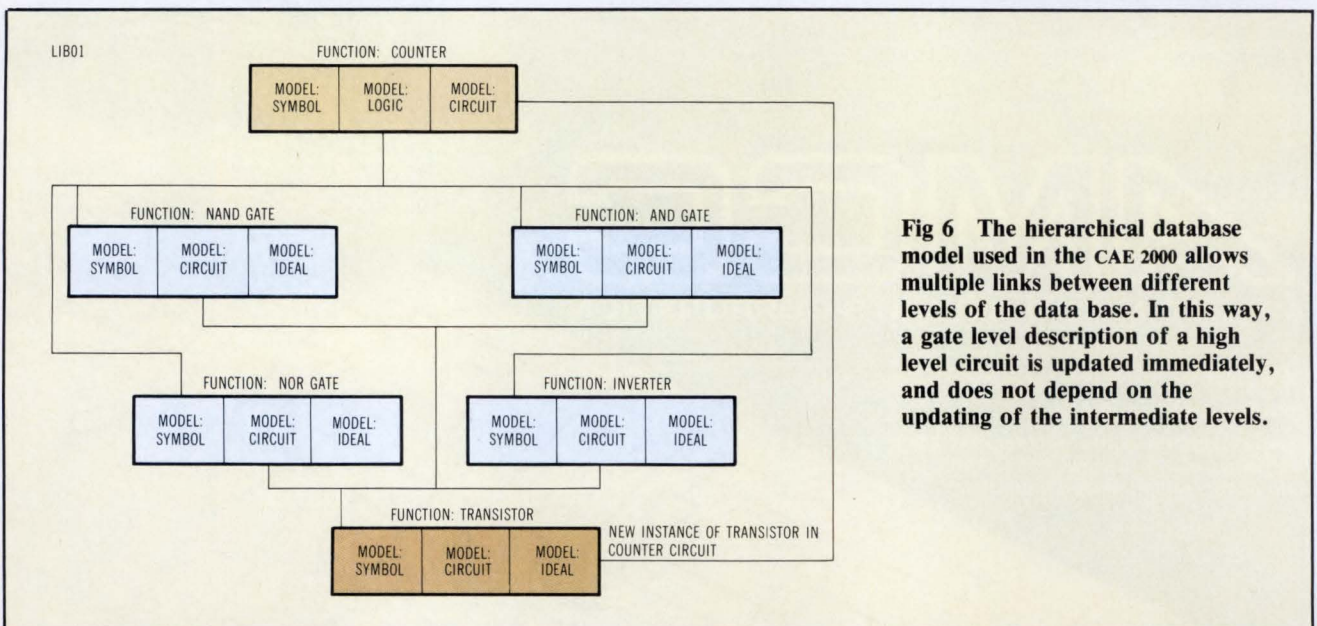 LIB01
FUNCTION: COUNTER
MODEL: SYMBOL
MODEL: LOGIC
MODEL: CIRCUIT
FUNCTION: NAND GATE
MODEL: SYMBOL
MODEL: CIRCUIT
MODEL: IDEAL
FUNCTION: AND GATE
MODEL: SYMBOL
MODEL: CIRCUIT
MODEL: IDEAL
FUNCTION: NOR GATE
MODEL: SYMBOL
MODEL: CIRCUIT
MODEL: IDEAL
FUNCTION: INVERTER
MODEL: SYMBOL
MODEL: CIRCUIT
MODEL: IDEAL
FUNCTION: TRANSISTOR
MODEL: SYMBOL
MODEL: CIRCUIT
MODEL: IDEAL
NEW INSTANCE OF TRANSISTOR IN
COUNTER CIRCUIT
Fig 6 The hierarchical database
model used in the CAE 2000 allows
multiple links between different
levels of the data base. In this way,
a gate level description of a high
level circuit is updated immediately,
and does not depend on the
updating of the intermediate levels.